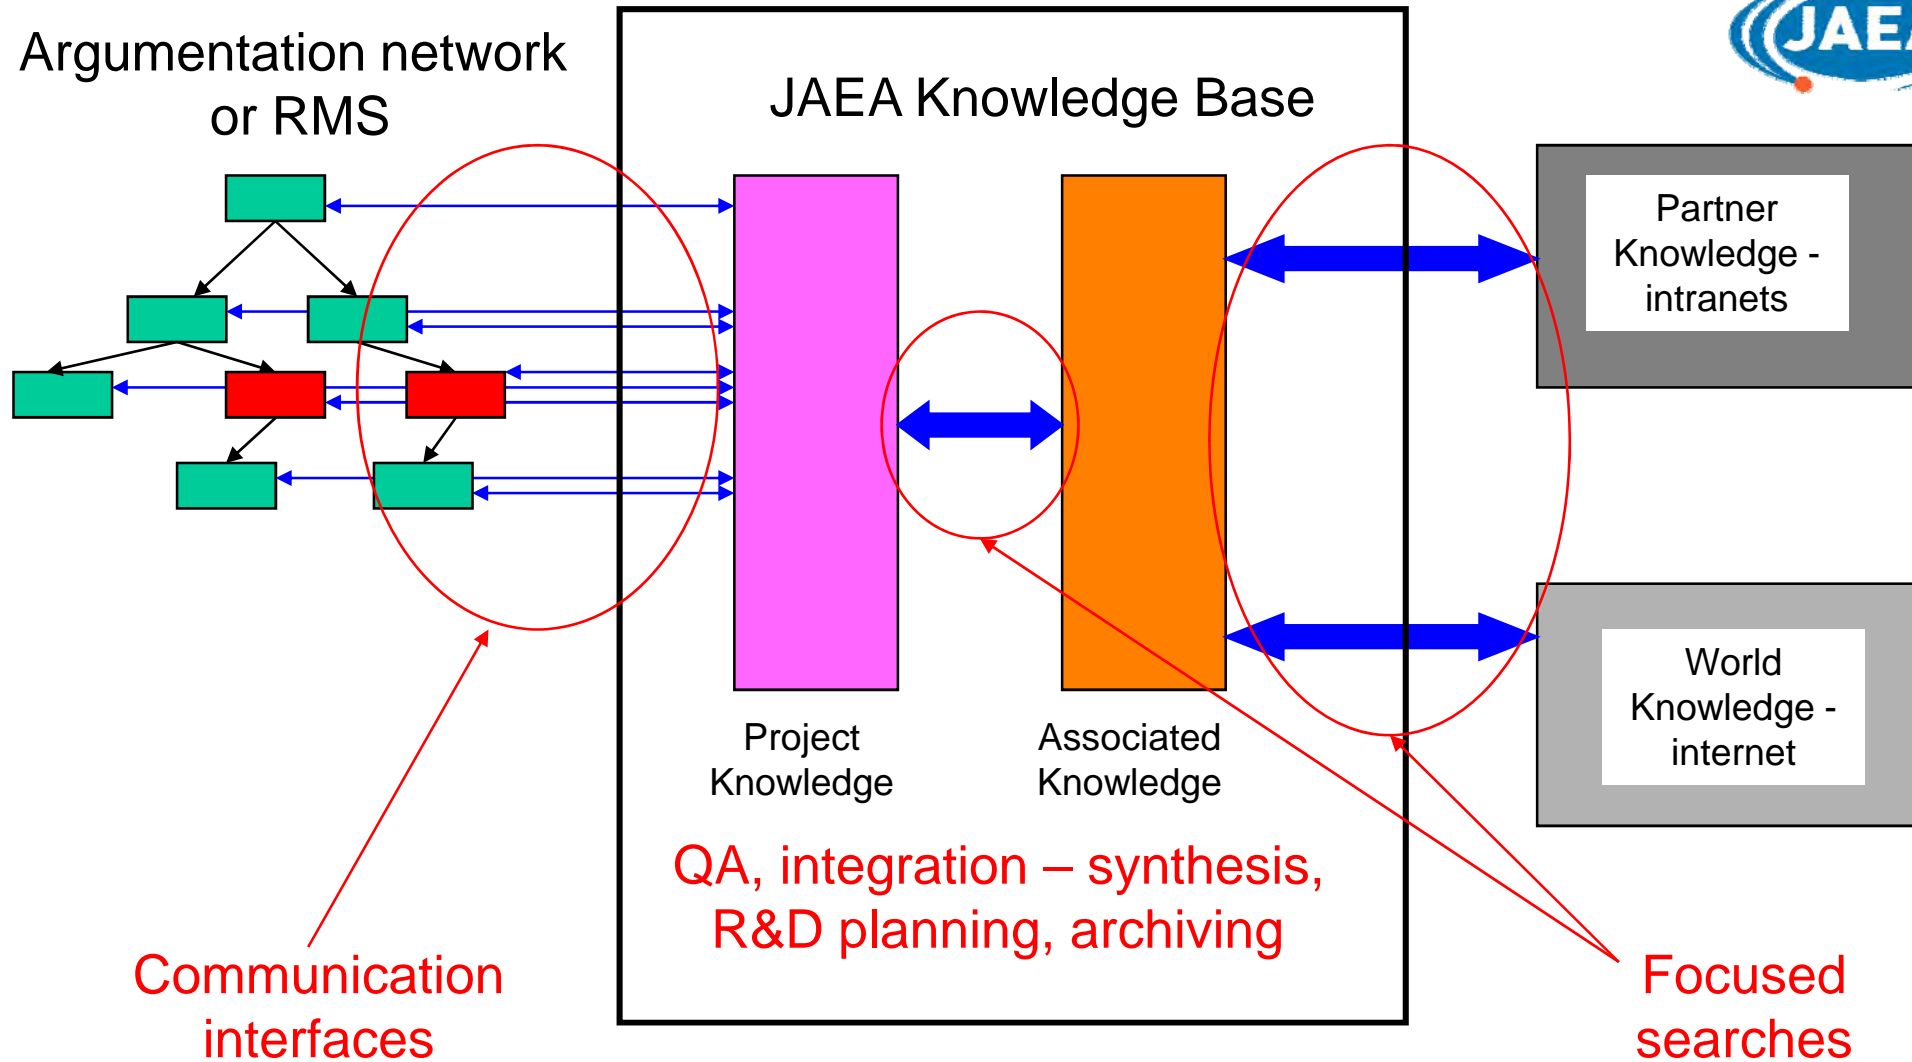 Argumentation network
or RMS
JAEA Knowledge Base
JAEA
Partner
Knowledge -
intranets
World
Knowledge -
internet
Project
Knowledge
Associated
Knowledge
QA, integration – synthesis,
R&D planning, archiving
Communication
interfaces
Focused
searches